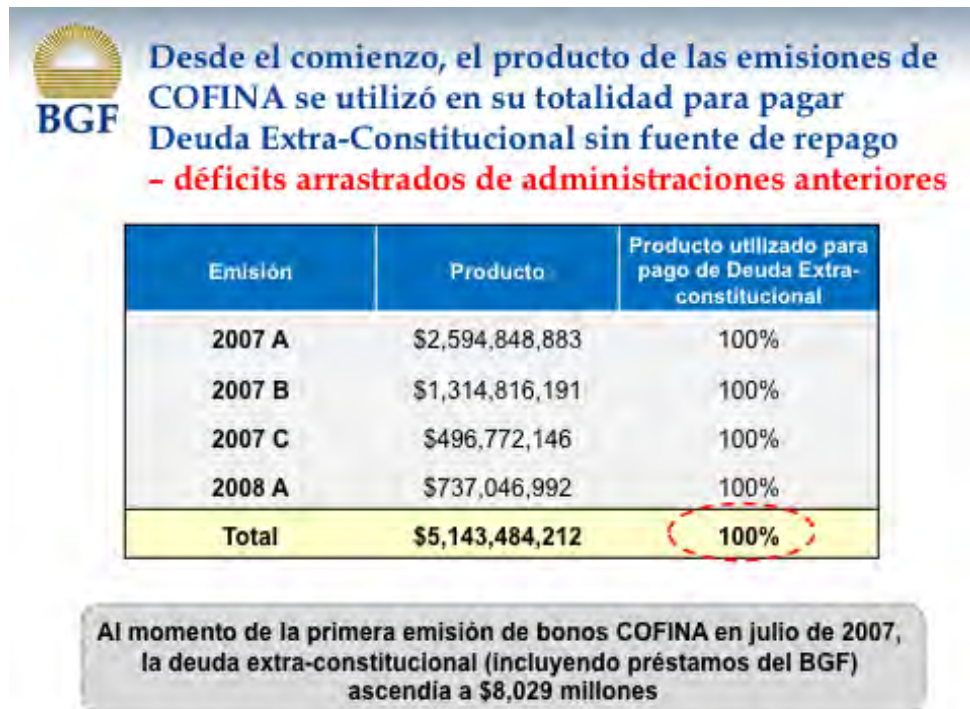 BGF
Desde el comienzo, el producto de las emisiones de
COFINA se utilizó en su totalidad para pagar
Deuda Extra-Constitucional sin fuente de repago
– déficits arrastrados de administraciones anteriores
Emisión Producto Producto utilizado para pago de Deuda Extra-constitucional
2007 A $2,594,848,883 100%
2007 B $1,314,816,191 100%
2007 C $496,772,146 100%
2008 A $737,046,992 100%
Total $5,143,484,212 100%
Al momento de la primera emisión de bonos COFINA en julio de 2007,
la deuda extra-constitucional (incluyendo préstamos del BGF)
ascendía a $8,029 millones